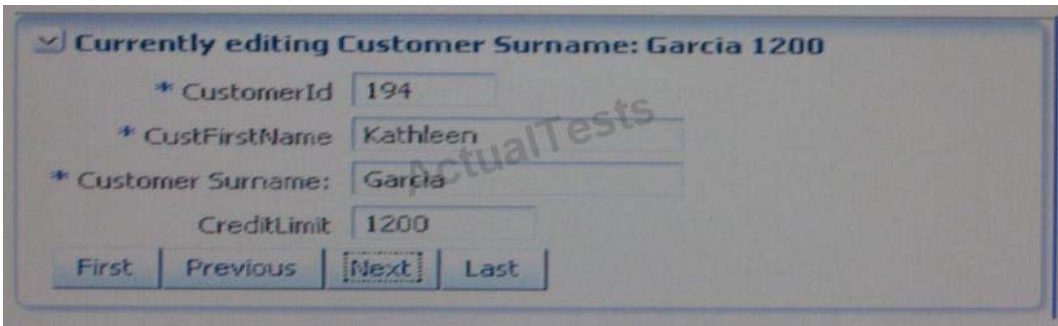 Currently editing Customer Surname: Garcia 1200
* CustomerId 194
* CustFirstName Kathleen
* Customer Surname: Garcia
CreditLimit 1200
First Previous Next Last
ActualTests